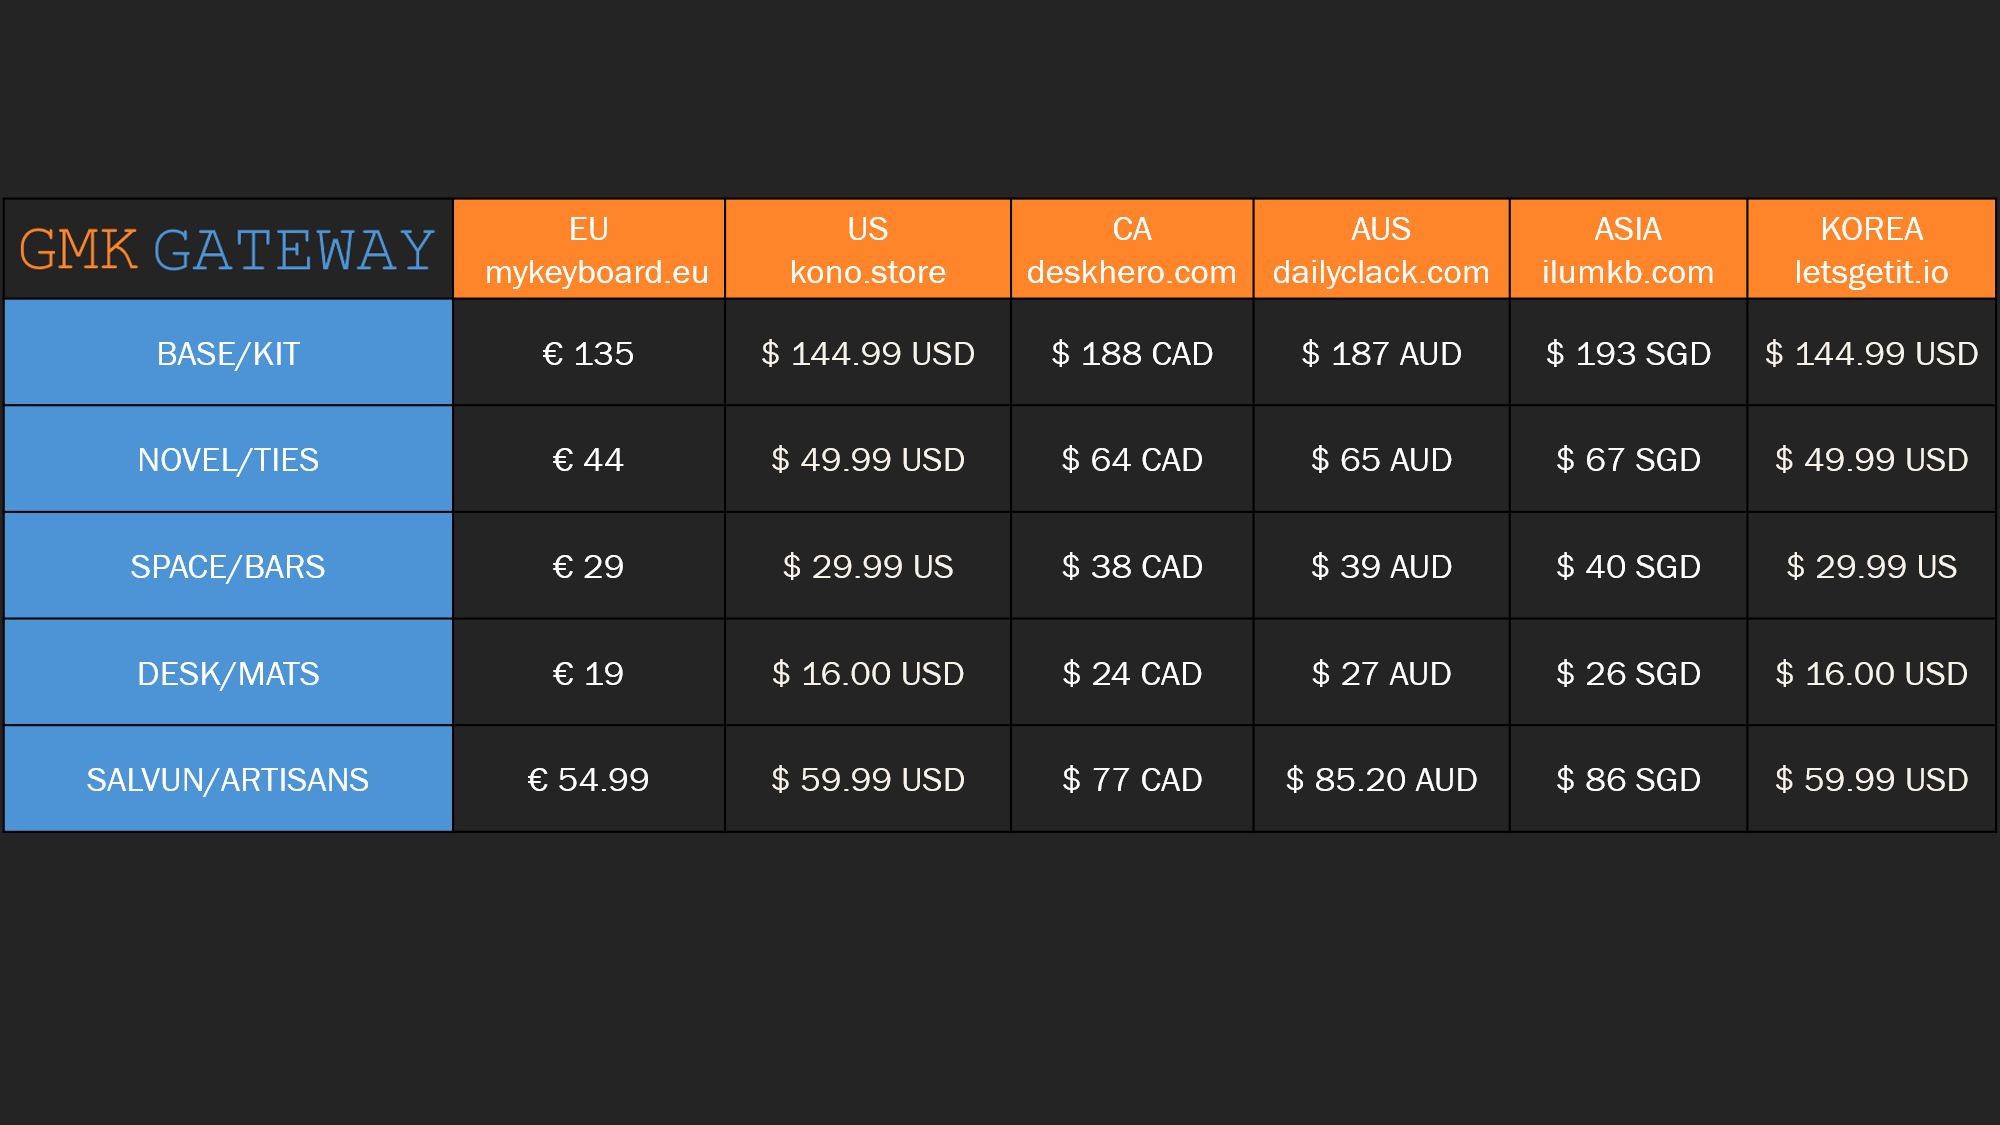 GMK GATEWAY
EU
mykeyboard.eu
US
kono.store
CA
deskhero.com
AUS
dailyclack.com
ASIA
ilumkb.com
KOREA
letsgetit.io
BASE/KIT
€ 135
$ 144.99 USD
$ 188 CAD
$ 187 AUD
$ 193 SGD
$ 144.99 USD
NOVEL/TIES
€ 44
$ 49.99 USD
$ 64 CAD
$ 65 AUD
$ 67 SGD
$ 49.99 USD
SPACE/BARS
€ 29
$ 29.99 US
$ 38 CAD
$ 39 AUD
$ 40 SGD
$ 29.99 US
DESK/MATS
€ 19
$ 16.00 USD
$ 24 CAD
$ 27 AUD
$ 26 SGD
$ 16.00 USD
SALVUN/ARTISANS
€ 54.99
$ 59.99 USD
$ 77 CAD
$ 85.20 AUD
$ 86 SGD
$ 59.99 USD